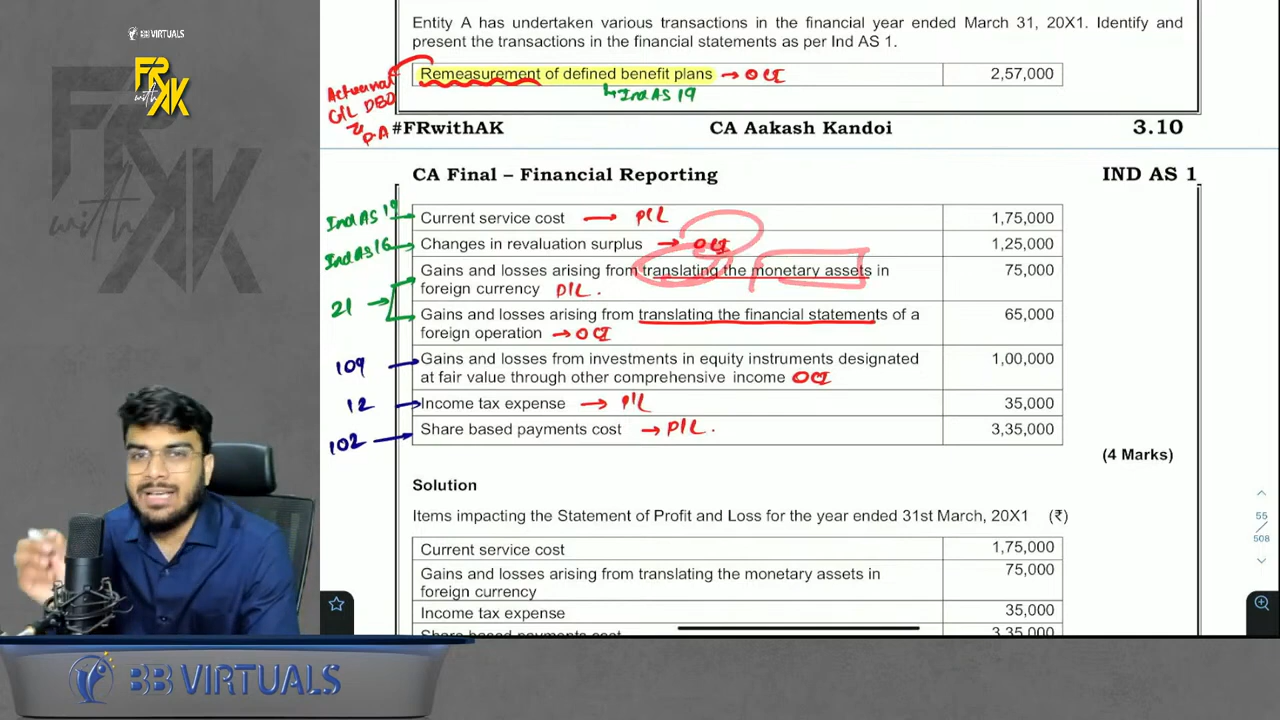 BB VIRTUALS
FR
with
AK
Entity A has undertaken various transactions in the financial year ended March 31, 20X1. Identify and
present the transactions in the financial statements as per Ind AS 1.
Remeasurement of defined benefit plans → OCI 2,57,000
Ind AS 19
Actuarial
G/L DBO
P.A
#FRwithAK CA Aakash Kandoi 3.10
CA Final – Financial Reporting IND AS 1
Ind AS 19 Current service cost → P/L 1,75,000
Ind AS 16 Changes in revaluation surplus → OCI 1,25,000
Gains and losses arising from translating the monetary assets in 75,000
foreign currency P/L.
21
Gains and losses arising from translating the financial statements of a 65,000
foreign operation → OCI
109 Gains and losses from investments in equity instruments designated 1,00,000
at fair value through other comprehensive income OCI
12 Income tax expense → P/L 35,000
102 Share based payments cost → P/L. 3,35,000
(4 Marks)
Solution
Items impacting the Statement of Profit and Loss for the year ended 31st March, 20X1 (₹)
Current service cost 1,75,000
Gains and losses arising from translating the monetary assets in 75,000
foreign currency
Income tax expense 35,000
Share based payments cost 3,35,000
55
508
FR
with
AK
BB VIRTUALS